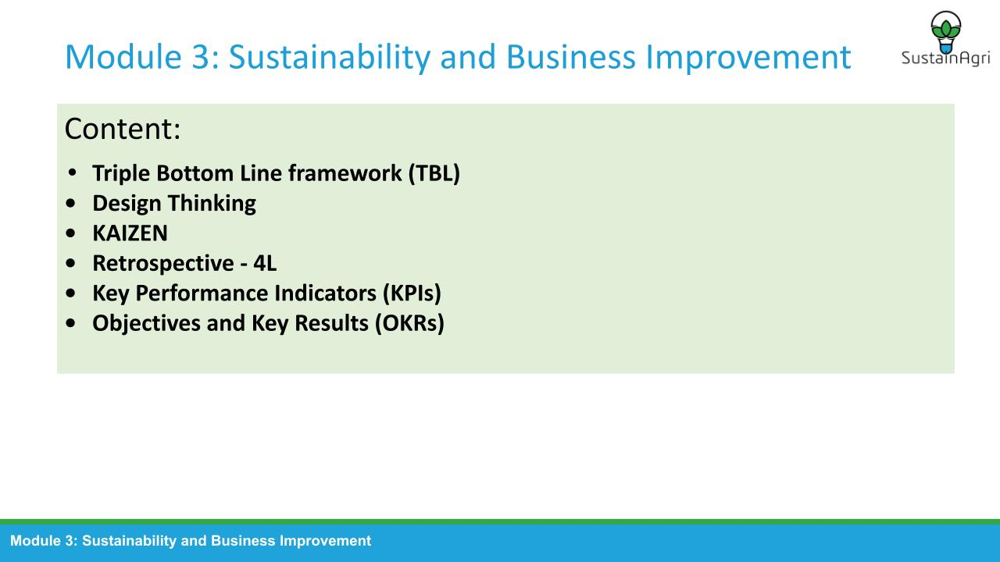 Module 3: Sustainability and Business Improvement
SustainAgri
Content:
• Triple Bottom Line framework (TBL)
• Design Thinking
• KAIZEN
• Retrospective - 4L
• Key Performance Indicators (KPIs)
• Objectives and Key Results (OKRs)
Module 3: Sustainability and Business Improvement